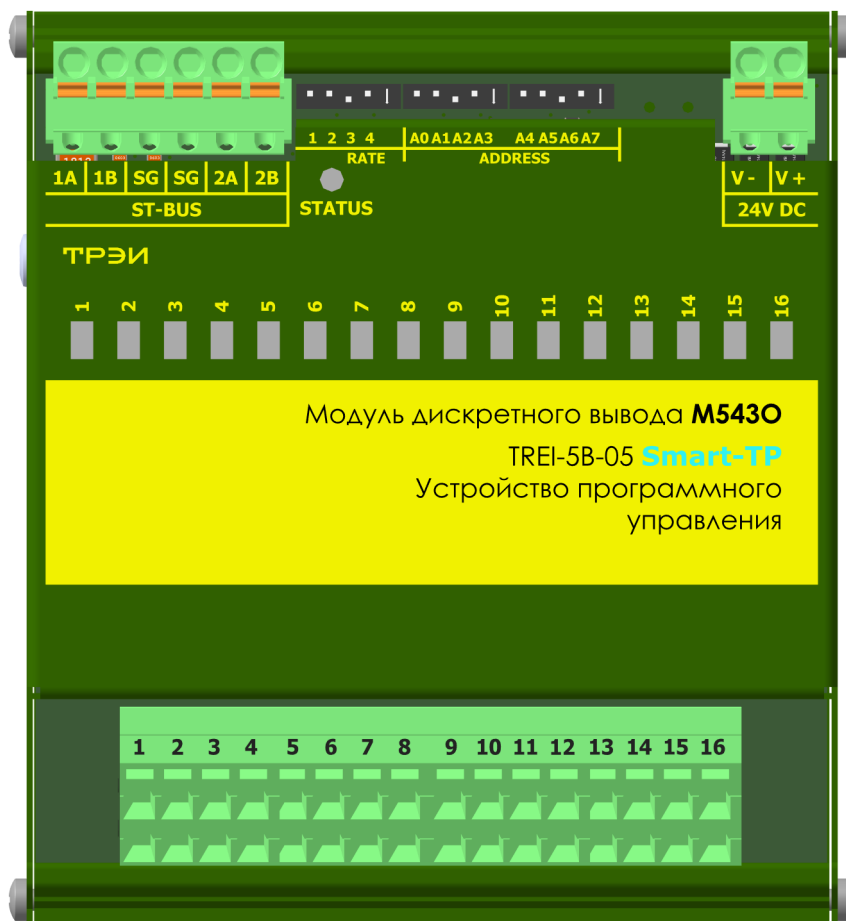 1 2 3 4 A0 A1 A2 A3 A4 A5 A6 A7
RATE ADDRESS
1A 1B SG SG 2A 2B V - V +
ST-BUS STATUS 24V DC
ТРЭИ
1 2 3 4 5 6 7 8 9 10 11 12 13 14 15 16
Модуль дискретного вывода M543O
TREI-5B-05 Smart-TP
Устройство программного
управления
1 2 3 4 5 6 7 8 9 10 11 12 13 14 15 16